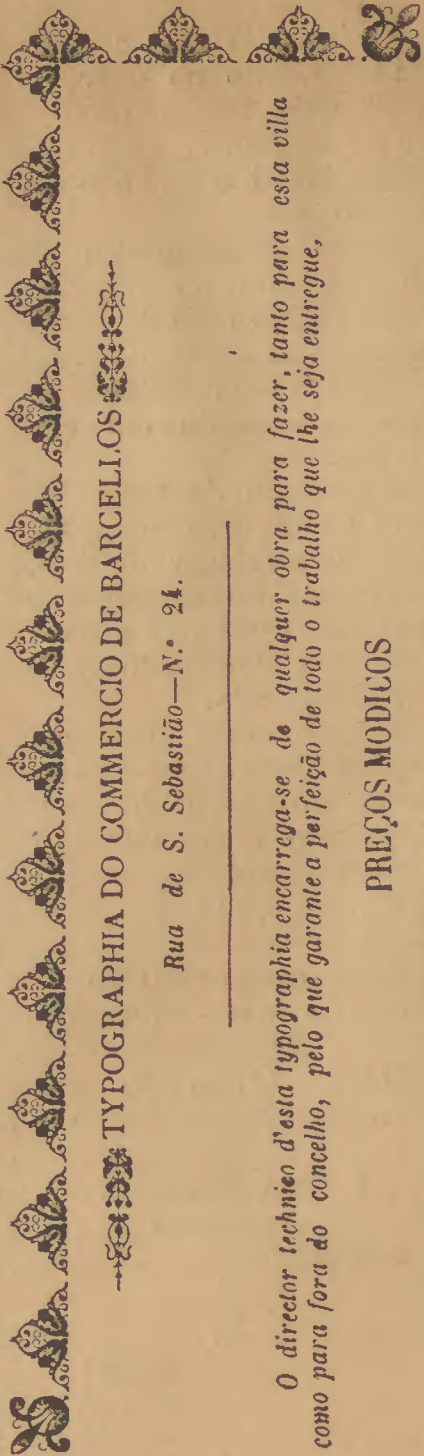 TYPOGRAPHIA DO COMMERCIO DE BARCELLOS
Rua de S. Sebastião—N.º 24.
O director technico d'esta typographia encarrega-se de qualquer obra para fazer, tanto para esta villa
como para fora do concelho, pelo que garante a perfeição de todo o trabalho que lhe seja entregue,
PREÇOS MODICOS